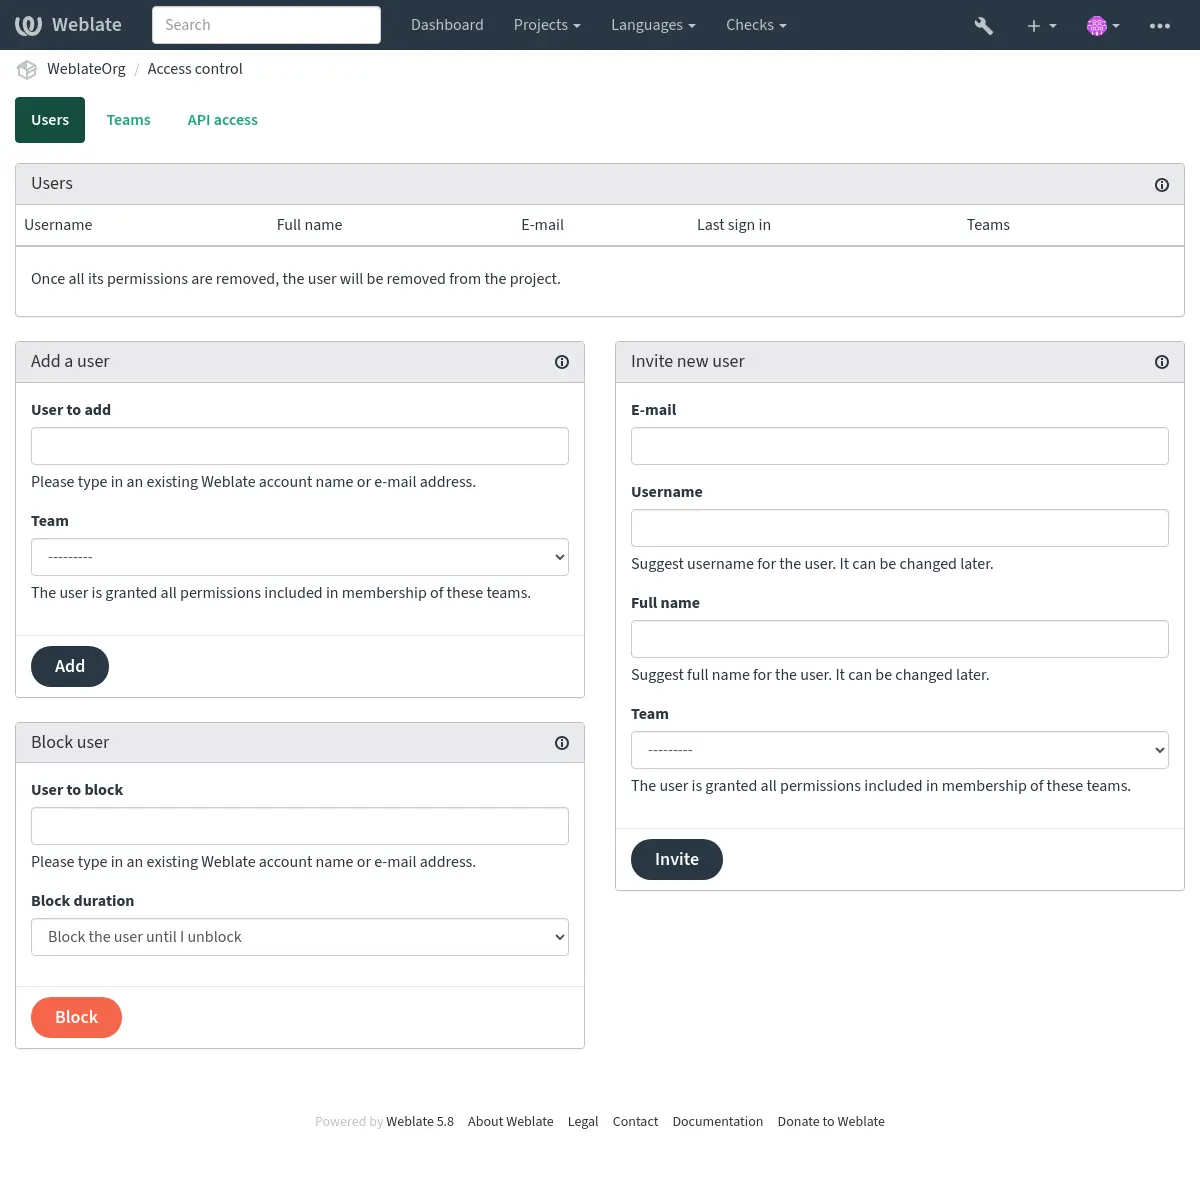 Weblate
Search
Dashboard
Projects
Languages
Checks
WeblateOrg / Access control
Users
Teams
API access
Users
Username
Full name
E-mail
Last sign in
Teams
Once all its permissions are removed, the user will be removed from the project.
Add a user
User to add
Please type in an existing Weblate account name or e-mail address.
Team
---------
The user is granted all permissions included in membership of these teams.
Add
Block user
User to block
Please type in an existing Weblate account name or e-mail address.
Block duration
Block the user until I unblock
Block
Invite new user
E-mail
Username
Suggest username for the user. It can be changed later.
Full name
Suggest full name for the user. It can be changed later.
Team
---------
The user is granted all permissions included in membership of these teams.
Invite
Powered by Weblate 5.8 About Weblate Legal Contact Documentation Donate to Weblate